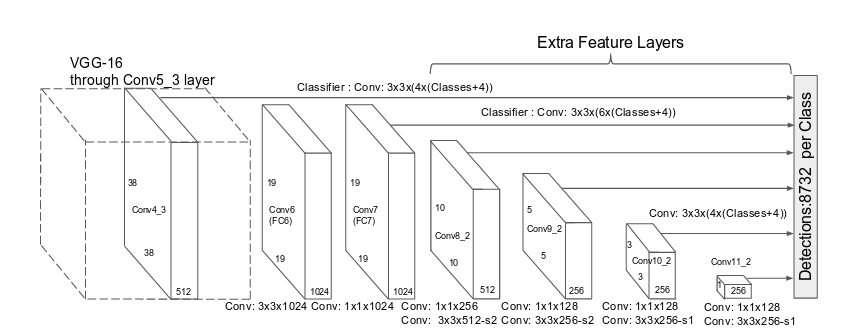 Extra Feature Layers
VGG-16
through Conv5_3 layer
Classifier : Conv: 3x3x(4x(Classes+4))
Classifier : Conv: 3x3x(6x(Classes+4))
Detections:8732 per Class
38
Conv4_3
38
512
19
Conv6
(FC6)
19
1024
19
Conv7
(FC7)
19
1024
10
Conv8_2
10
512
5
Conv9_2
5
256
Conv: 3x3x(4x(Classes+4))
3
Conv10_2
3
256
Conv11_2
1
256
Conv: 3x3x1024
Conv: 1x1x1024
Conv: 1x1x256
Conv: 3x3x512-s2
Conv: 1x1x128
Conv: 3x3x256-s2
Conv: 1x1x128
Conv: 3x3x256-s1
Conv: 1x1x128
Conv: 3x3x256-s1